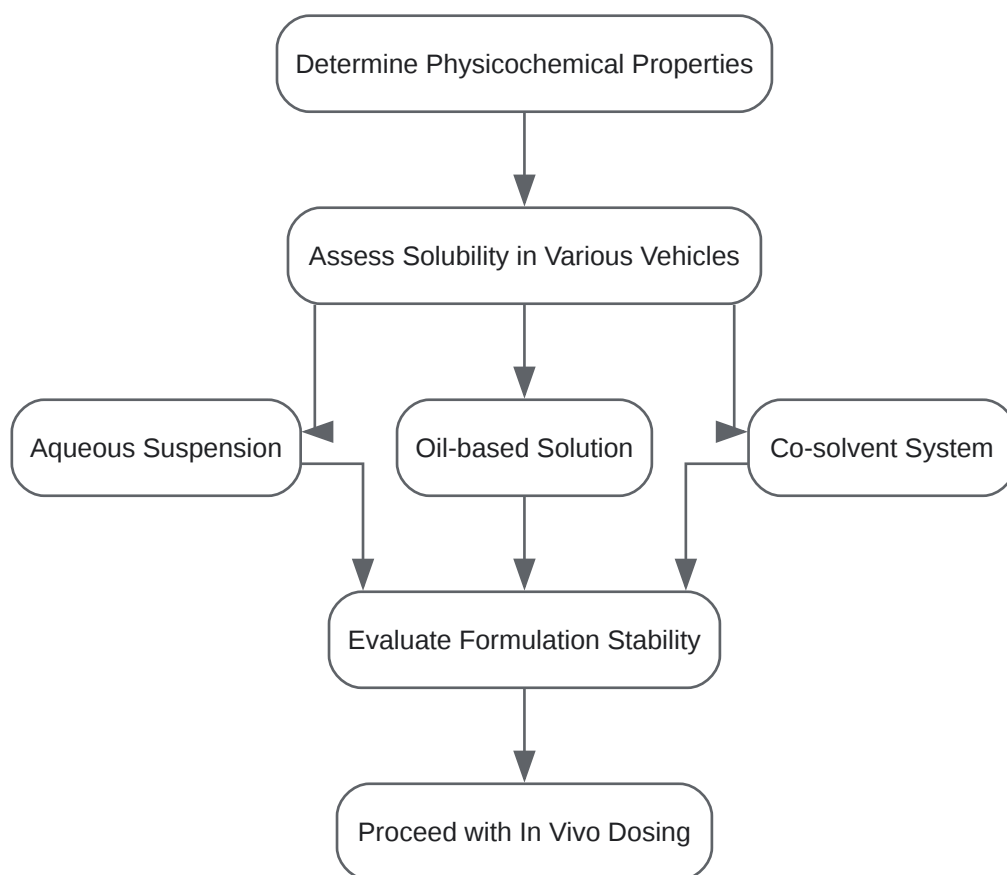 Determine Physicochemical Properties
Assess Solubility in Various Vehicles
Aqueous Suspension
Oil-based Solution
Co-solvent System
Evaluate Formulation Stability
Proceed with In Vivo Dosing